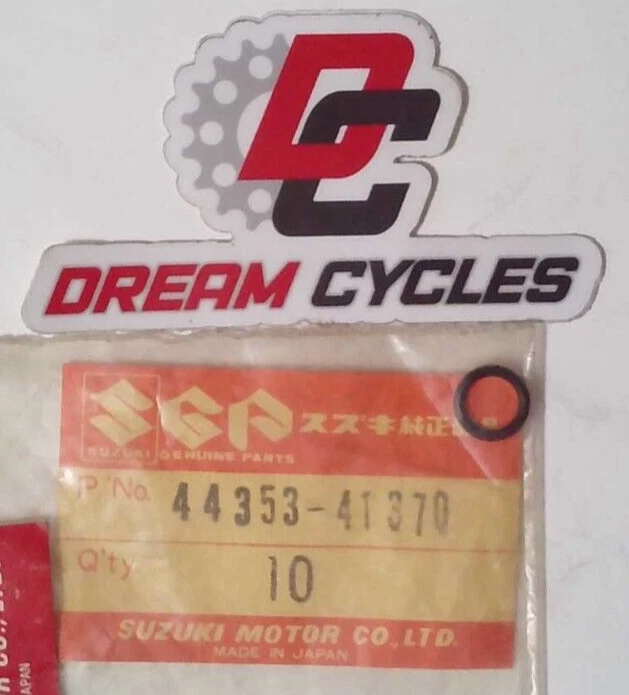 DC
DREAM CYCLES
SGP スズキ純正部品
SUZUKI GENUINE PARTS
P.No. 44353-41370
Q'ty 10
SUZUKI MOTOR CO., LTD.
MADE IN JAPAN
JAPAN